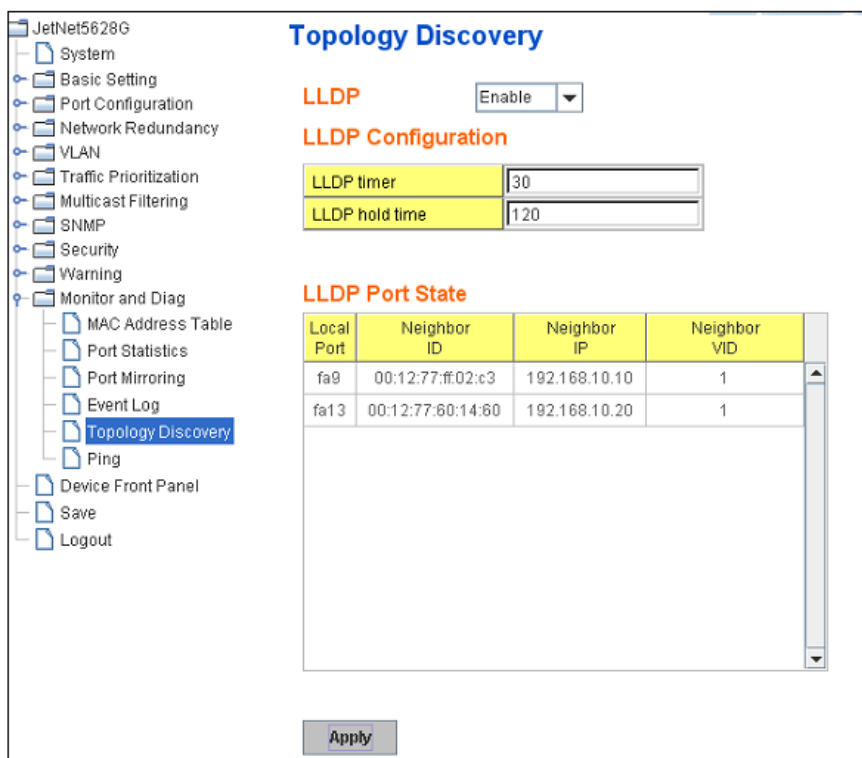 JetNet5628G
System
Basic Setting
Port Configuration
Network Redundancy
VLAN
Traffic Prioritization
Multicast Filtering
SNMP
Security
Warning
Monitor and Diag
MAC Address Table
Port Statistics
Port Mirroring
Event Log
Topology Discovery
Ping
Device Front Panel
Save
Logout
Topology Discovery
LLDP Enable
LLDP Configuration
LLDP timer 30
LLDP hold time 120
LLDP Port State
Local Port Neighbor ID Neighbor IP Neighbor VID
fa9 00:12:77:ff:02:c3 192.168.10.10 1
fa13 00:12:77:60:14:60 192.168.10.20 1
Apply